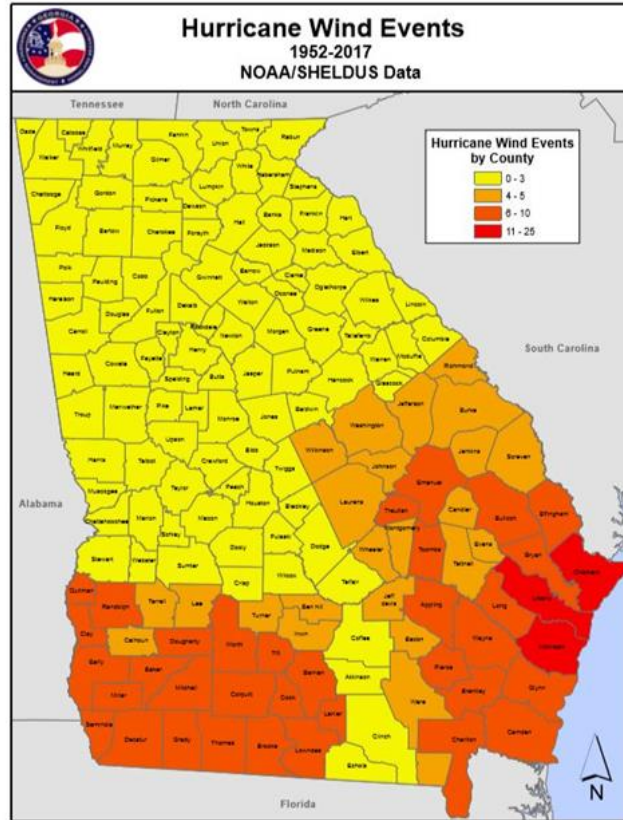 Hurricane Wind Events
1952-2017
NOAA/SHELDUS Data
Tennessee
North Carolina
Hurricane Wind Events
by County
0 - 3
4 - 5
6 - 10
11 - 25
Dade
Catoosa
Whitfield
Murray
Fannin
Union
Towns
Rabun
Walker
Gilmer
White
Habersham
Lumpkin
Stephens
Chattooga
Gordon
Pickens
Dawson
Hall
Banks
Franklin
Hart
Floyd
Bartow
Cherokee
Forsyth
Jackson
Madison
Elbert
Polk
Paulding
Cobb
Gwinnett
Barrow
Clarke
Oconee
Oglethorpe
Wilkes
Lincoln
Haralson
Douglas
Fulton
Dekalb
Walton
Carroll
Clayton
Newton
Morgan
Greene
Taliaferro
Columbia
Fayette
Henry
Warren
McDuffie
Heard
Coweta
Spalding
Butts
Jasper
Putnam
Hancock
Glascock
Richmond
South Carolina
Troup
Meriwether
Pike
Lamar
Monroe
Jones
Baldwin
Washington
Jefferson
Burke
Upson
Wilkinson
Harris
Talbot
Crawford
Bibb
Twiggs
Johnson
Jenkins
Screven
Muscogee
Taylor
Peach
Houston
Bleckley
Laurens
Emanuel
Alabama
Chattahoochee
Marion
Macon
Treutlen
Candler
Bulloch
Effingham
Schley
Pulaski
Dodge
Montgomery
Stewart
Webster
Sumter
Dooly
Wheeler
Toombs
Evans
Tattnall
Bryan
Chatham
Crisp
Wilcox
Telfair
Quitman
Randolph
Terrell
Lee
Turner
Ben Hill
Jeff
Davis
Appling
Long
Liberty
Clay
Calhoun
Dougherty
Worth
Tift
Irwin
Coffee
Bacon
Wayne
McIntosh
Early
Baker
Mitchell
Colquitt
Cook
Berrien
Atkinson
Pierce
Miller
Lanier
Ware
Brantley
Glynn
Seminole
Decatur
Grady
Thomas
Brooks
Lowndes
Clinch
Charlton
Camden
Echols
Florida
N